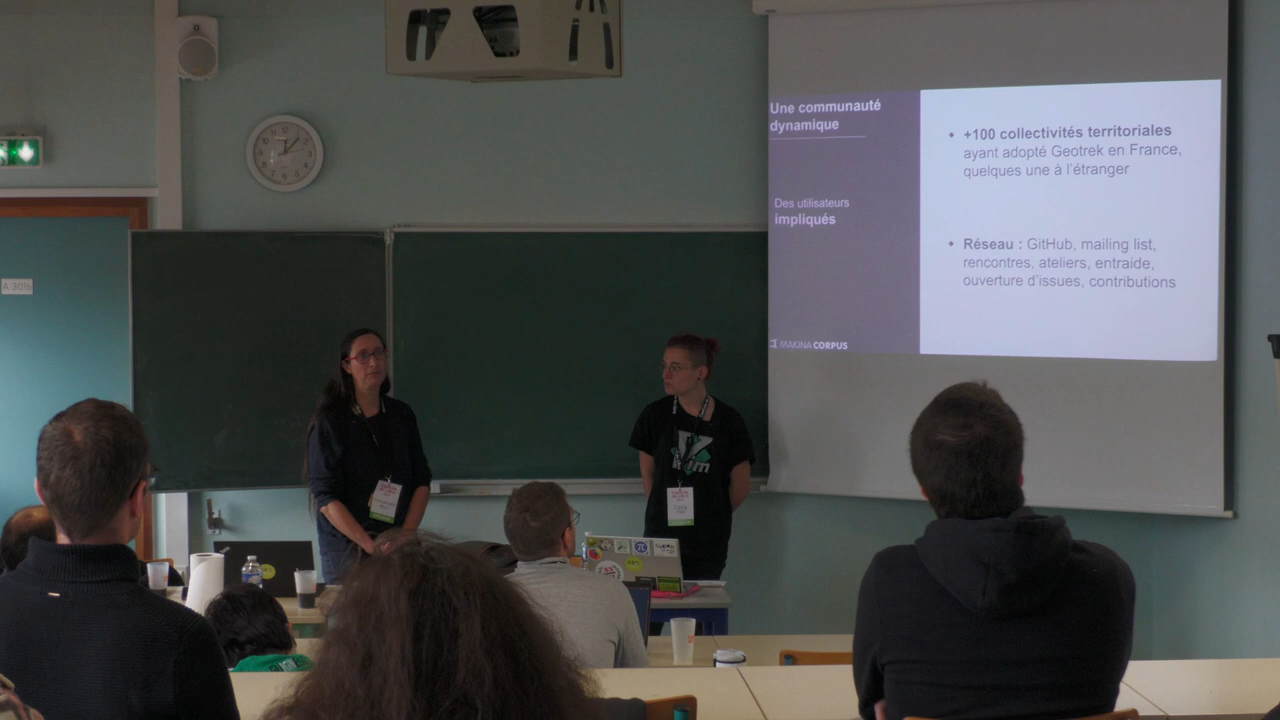 Une communauté
dynamique
Des utilisateurs
impliqués
MAKINA CORPUS
+100 collectivités territoriales
ayant adopté Geotrek en France,
quelques une à l'étranger
Réseau : GitHub, mailing list,
rencontres, ateliers, entraide,
ouverture d'issues, contributions
A 301b